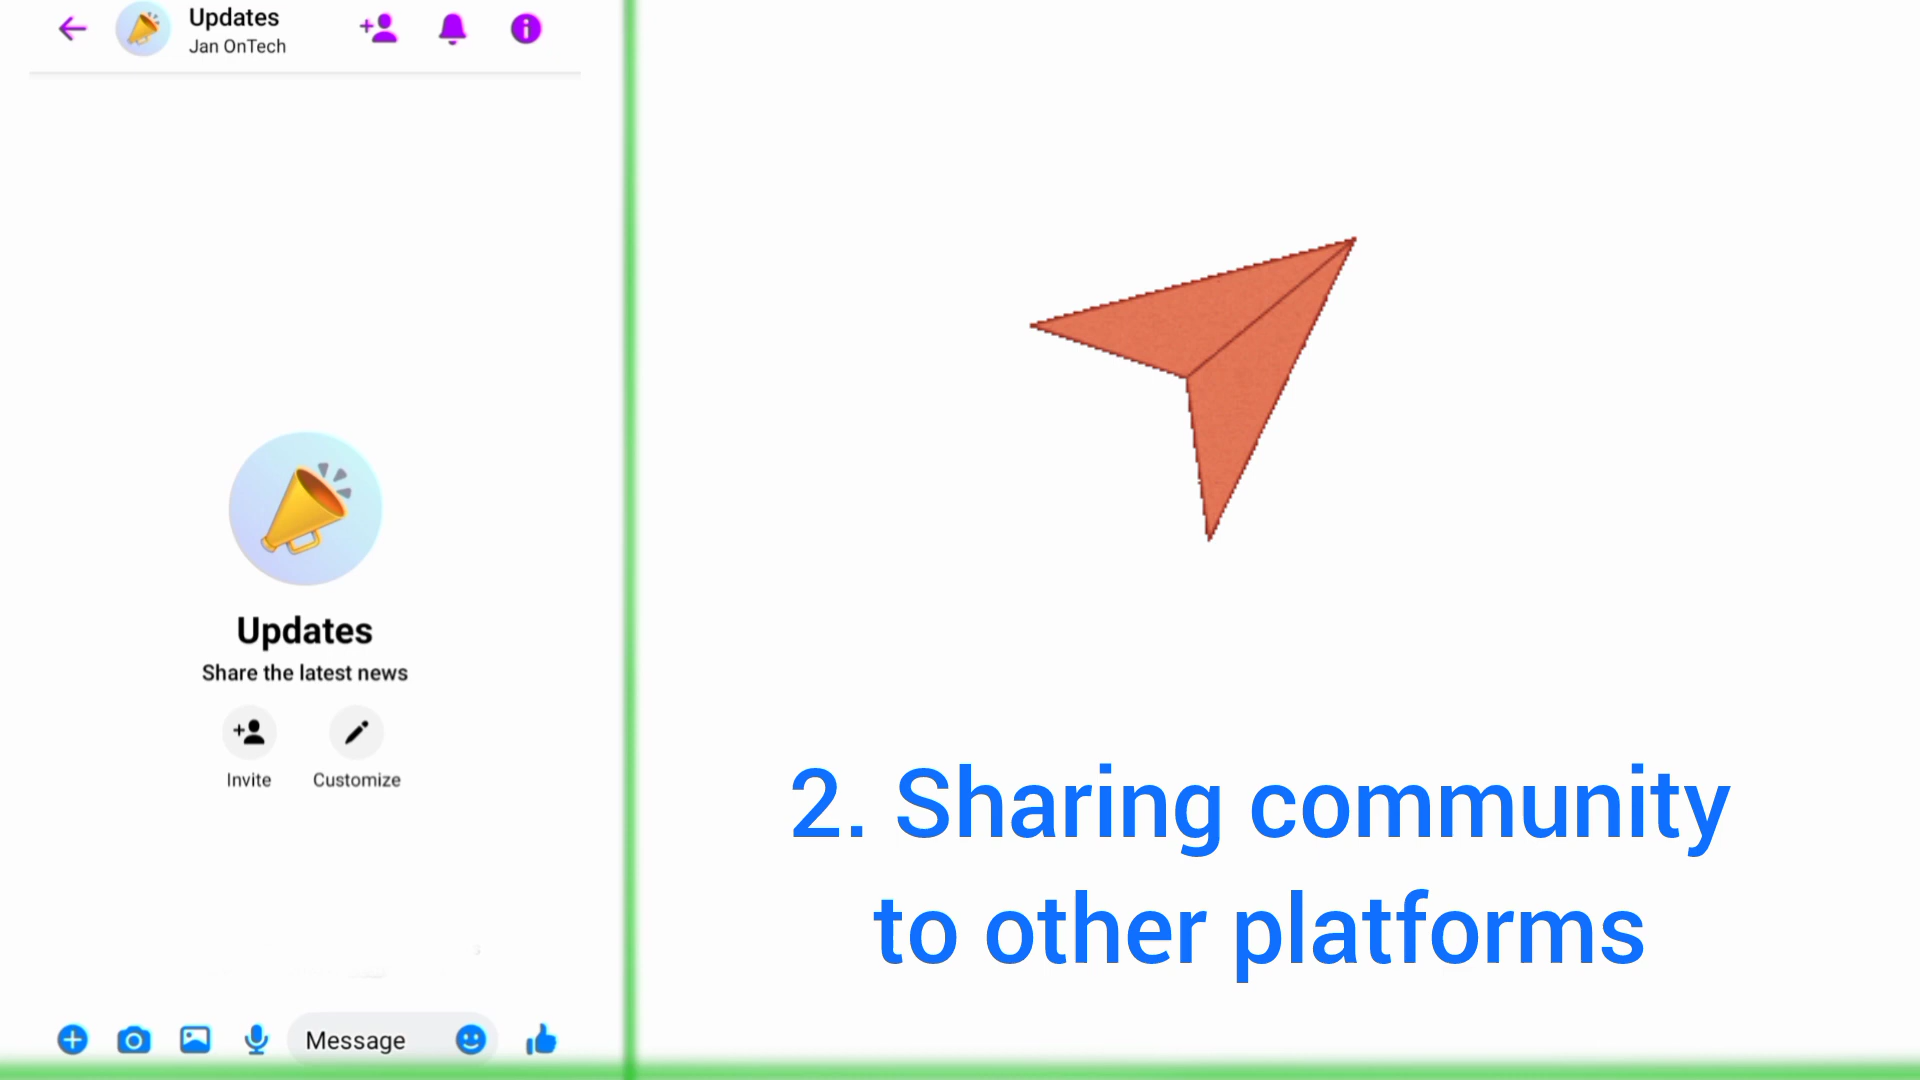 Updates
Jan OnTech
Updates
Share the latest news
Invite
Customize
Message
2. Sharing community
to other platforms